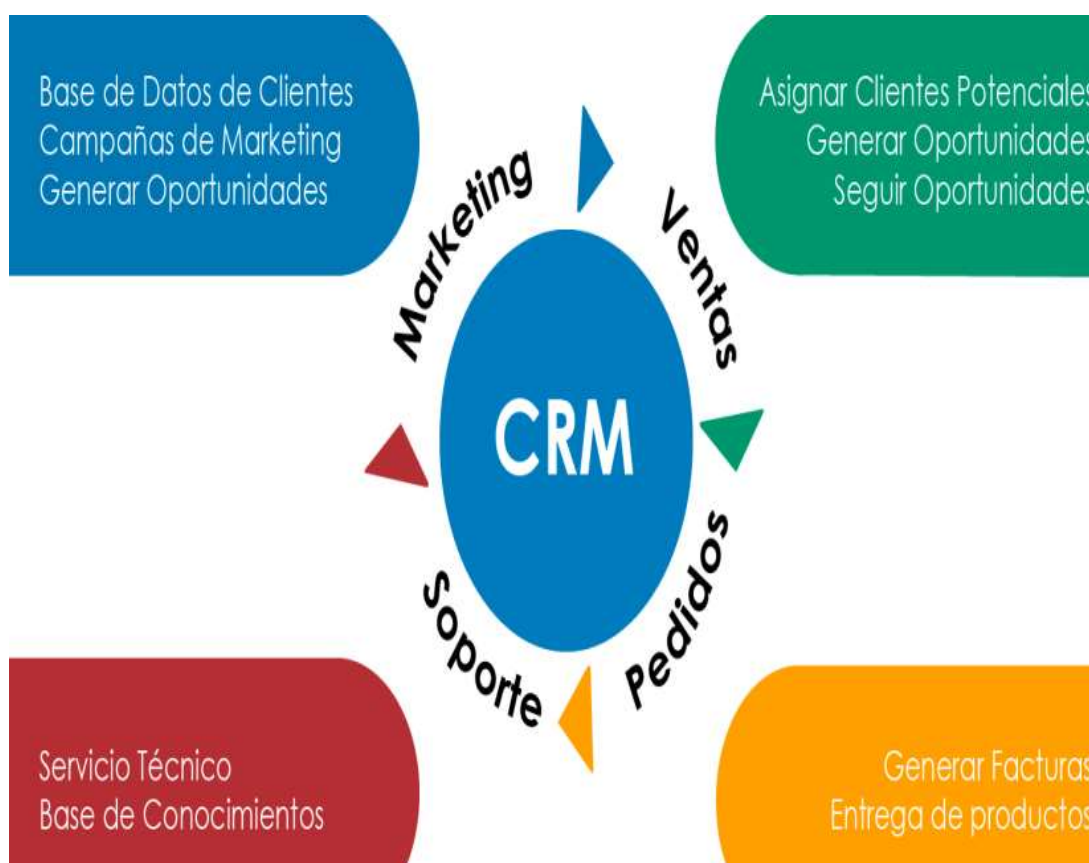 Base de Datos de Clientes
Campañas de Marketing
Generar Oportunidades
Asignar Clientes Potenciales
Generar Oportunidades
Seguir Oportunidades
Marketing
Ventas
CRM
Soporte
Pedidos
Servicio Técnico
Base de Conocimientos
Generar Facturas
Entrega de productos